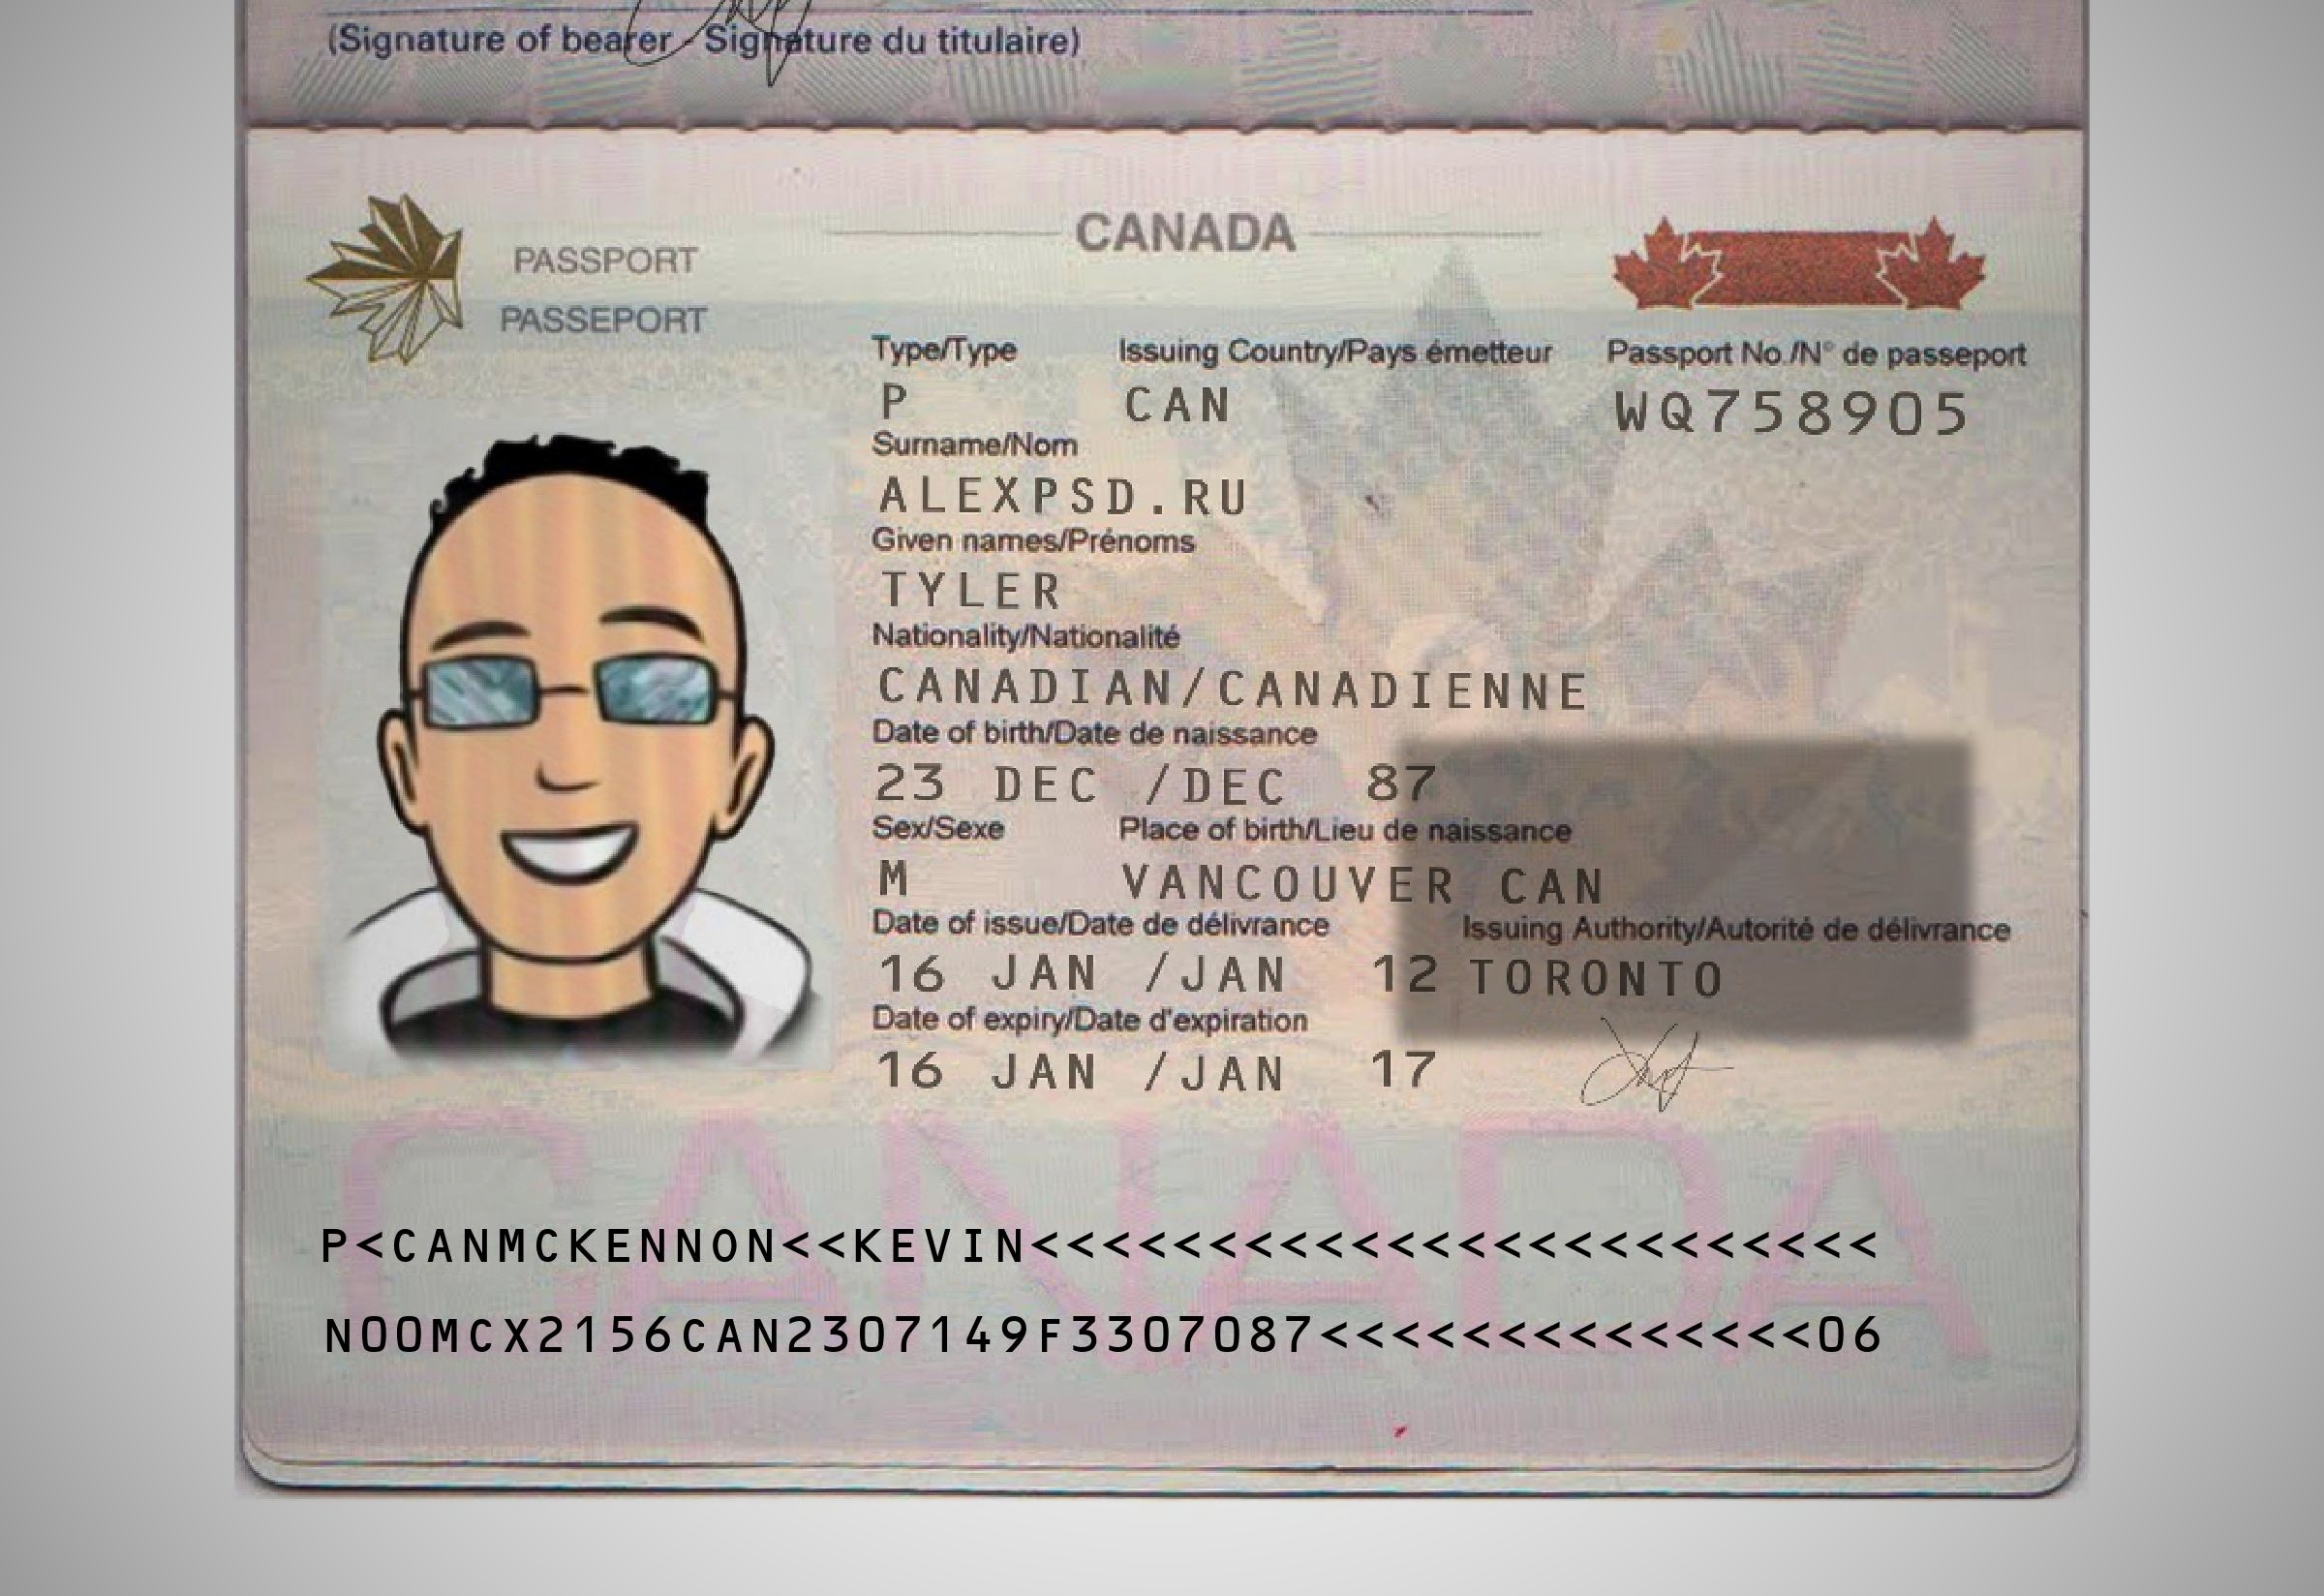 (Signature of bearer - Signature du titulaire)
CANADA
PASSPORT
PASSEPORT
Type/Type Issuing Country/Pays émetteur Passport No./N° de passeport
P CAN WQ758905
Surname/Nom
ALEXPSD.RU
Given names/Prénoms
TYLER
Nationality/Nationalité
CANADIAN/CANADIENNE
Date of birth/Date de naissance
23 DEC /DEC 87
Sex/Sexe Place of birth/Lieu de naissance
M VANCOUVER CAN
Date of issue/Date de délivrance Issuing Authority/Autorité de délivrance
16 JAN /JAN 12 TORONTO
Date of expiry/Date d'expiration
16 JAN /JAN 17
CANADA
P<CANMCKENNON<<KEVIN<<<<<<<<<<<<<<<<<<<<<<<<
N00MCX2156CAN2307149F3307087<<<<<<<<<<<<<<06